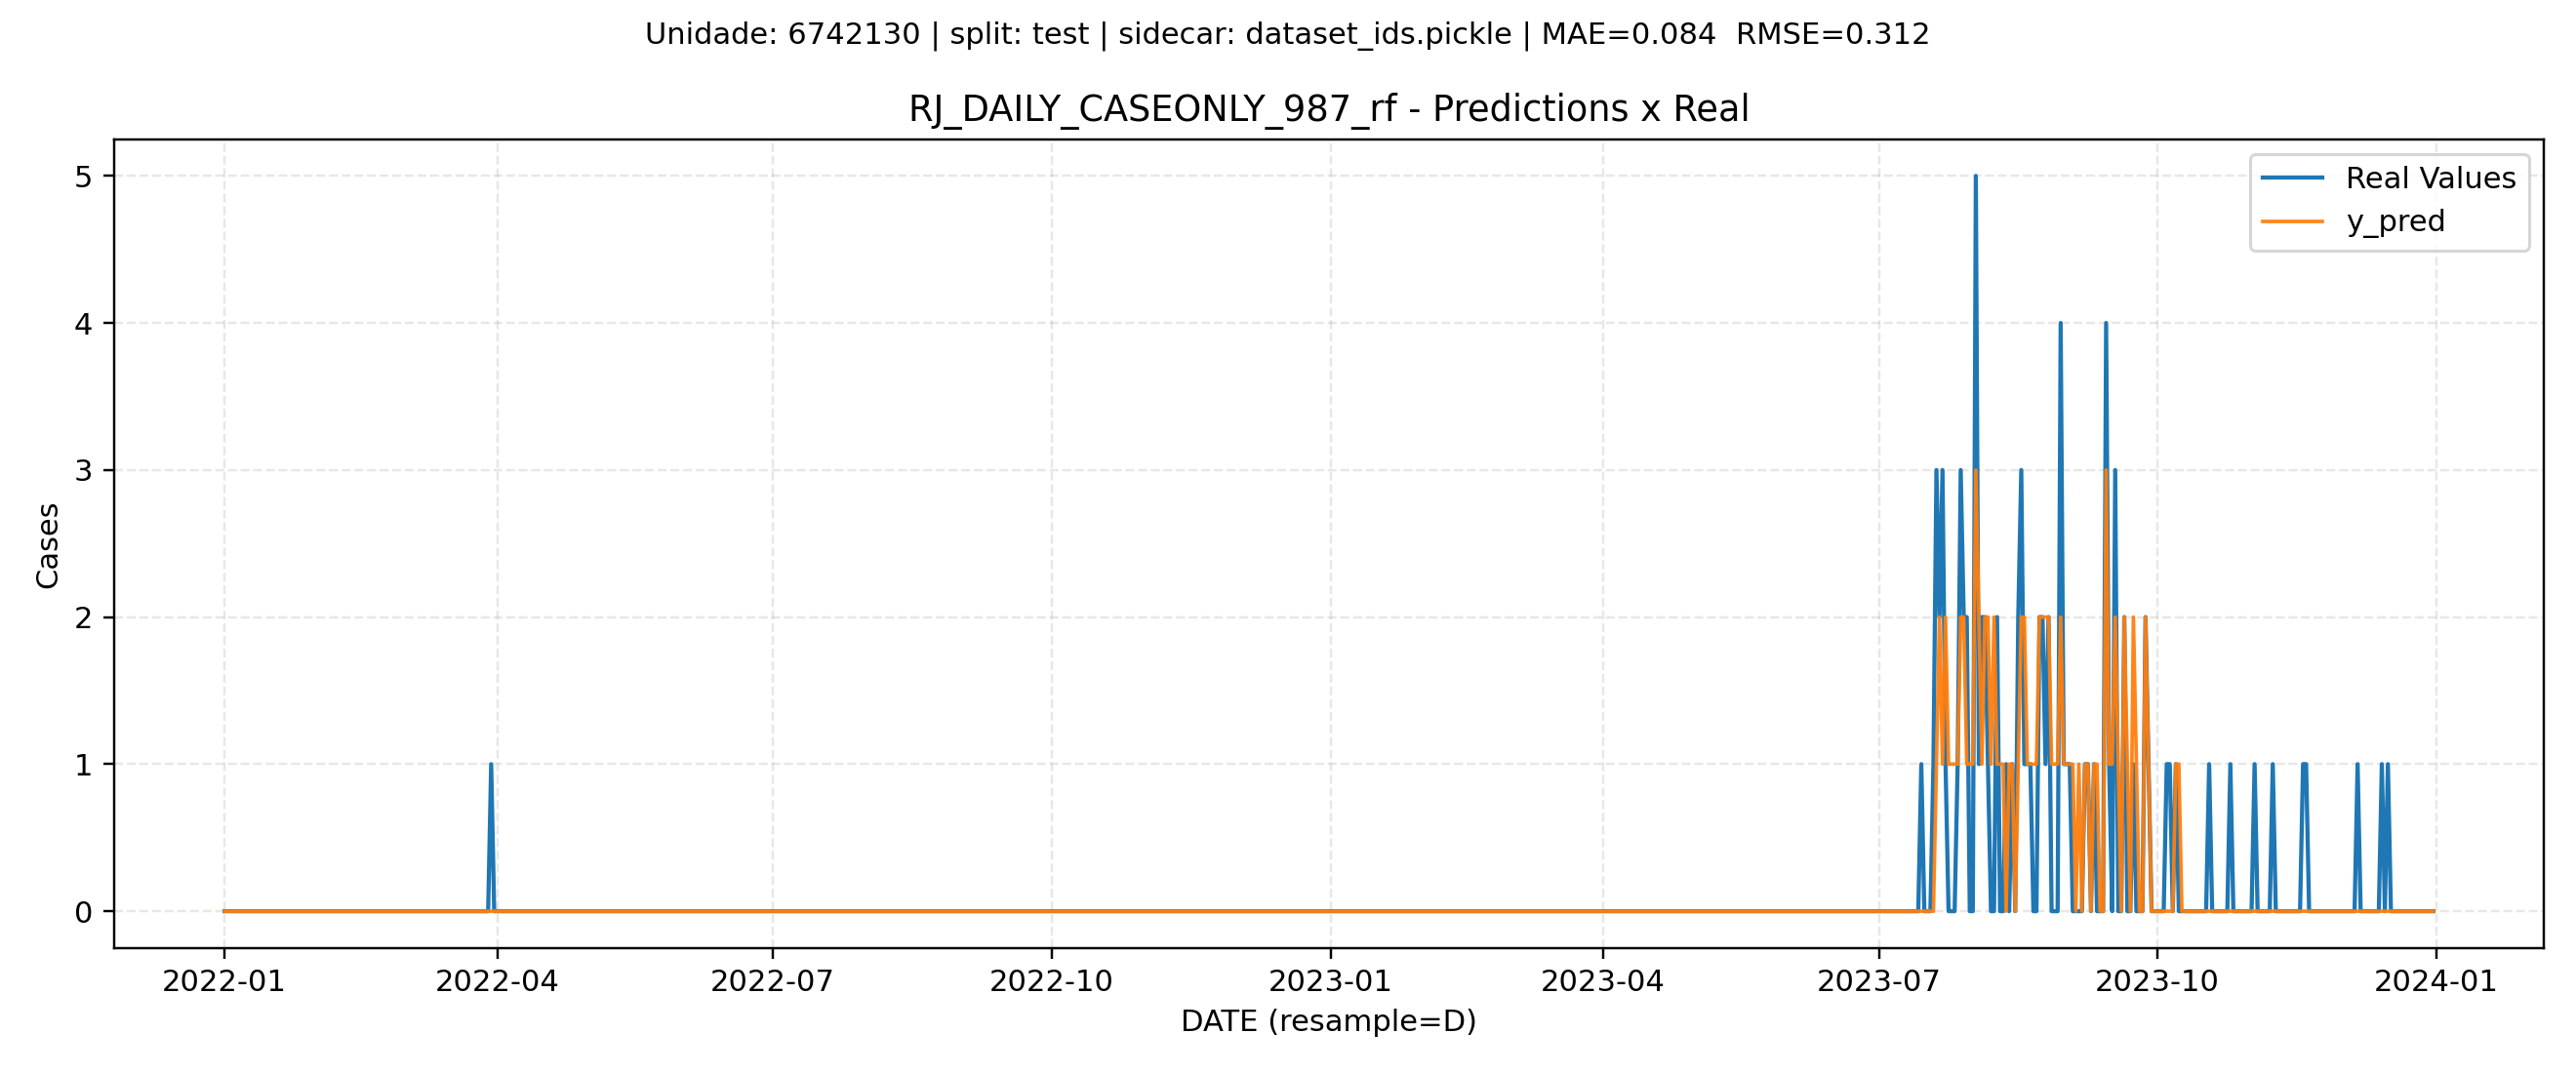 Unidade: 6742130 | split: test | sidecar: dataset_ids.pickle | MAE=0.084  RMSE=0.312
RJ_DAILY_CASEONLY_987_rf - Predictions x Real
Real Values
y_pred
5
4
3
2
1
0
Cases
2022-01
2022-04
2022-07
2022-10
2023-01
2023-04
2023-07
2023-10
2024-01
DATE (resample=D)